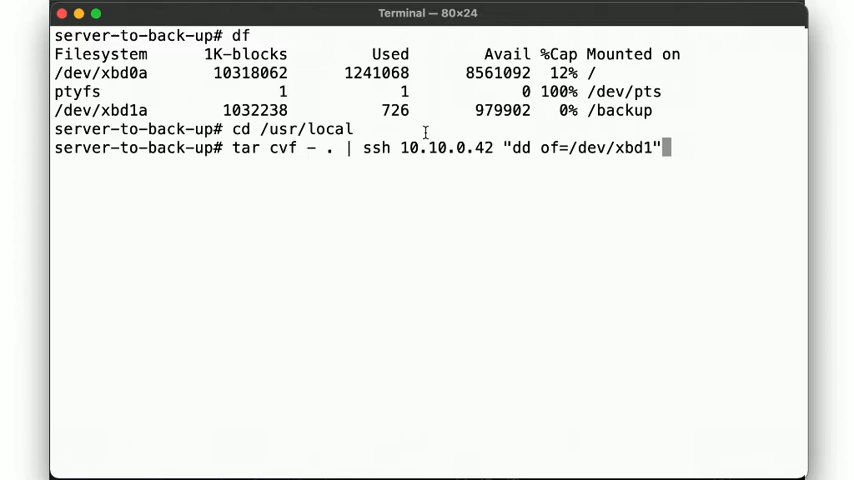 Terminal — 80×24
server-to-back-up# df
Filesystem 1K-blocks Used Avail %Cap Mounted on
/dev/xbd0a 10318062 1241068 8561092 12% /
ptyfs 1 1 0 100% /dev/pts
/dev/xbd1a 1032238 726 979902 0% /backup
server-to-back-up# cd /usr/local
server-to-back-up# tar cvf - . | ssh 10.10.0.42 "dd of=/dev/xbd1"